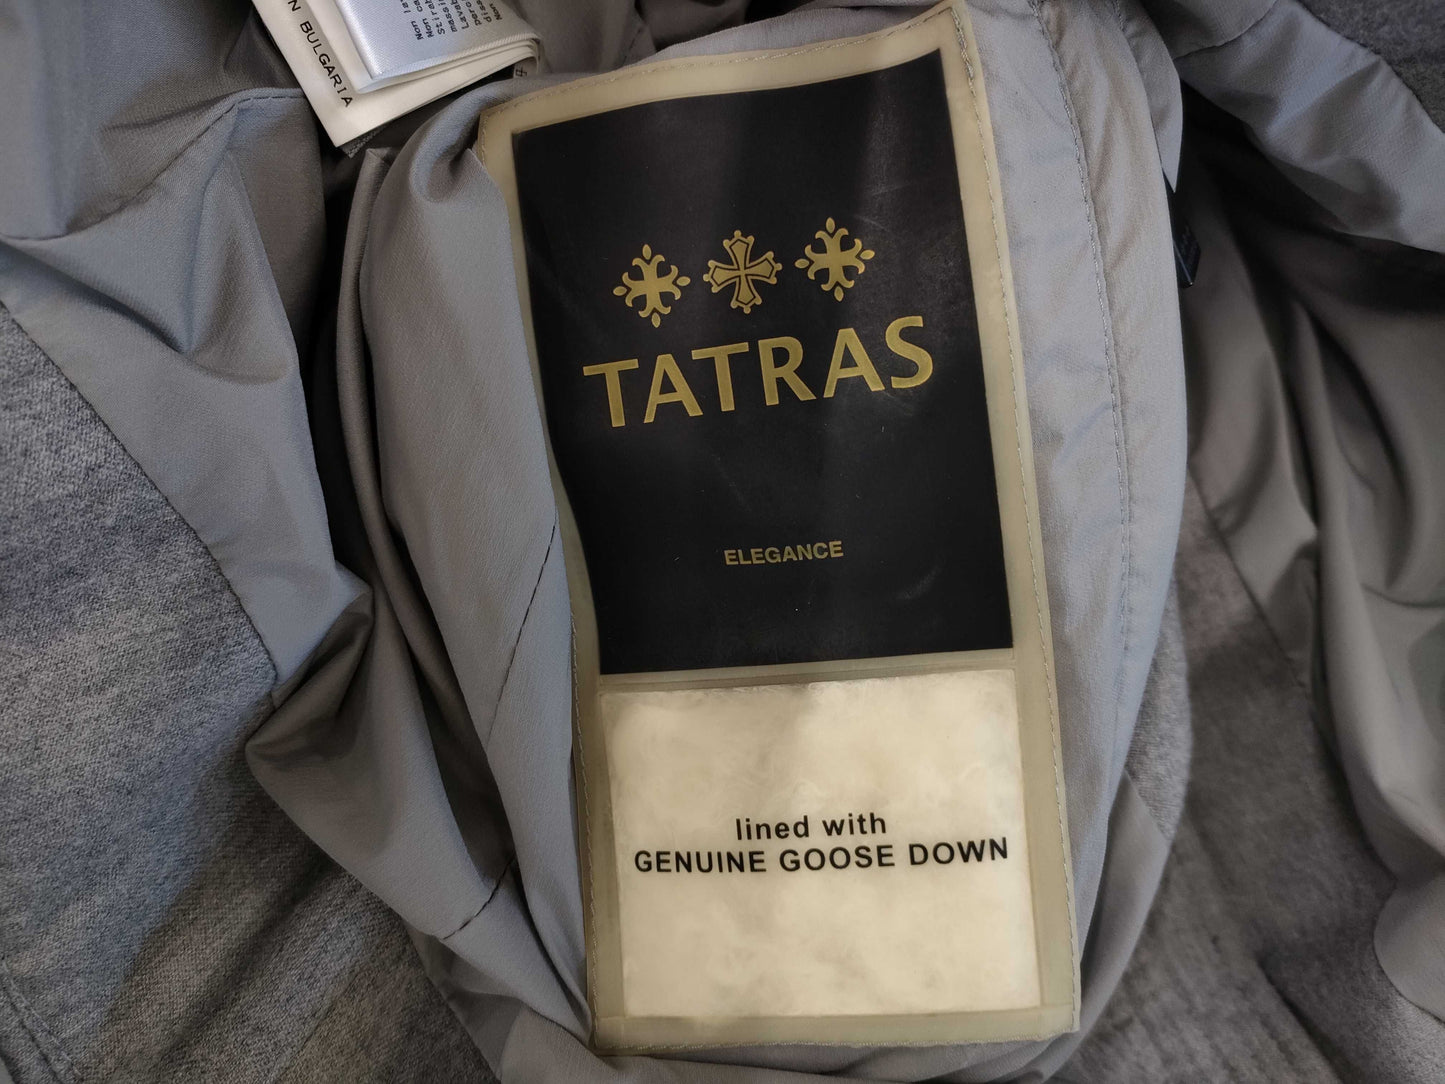 N BULGARIA
TATRAS
ELEGANCE
lined with
GENUINE GOOSE DOWN